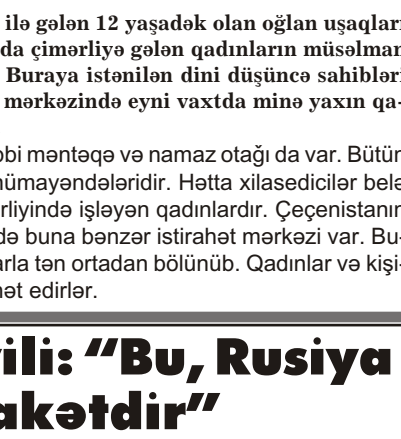 ilə gələn 12 yaşadək olan oğlan uşaqları
da çimərliyə gələn qadınların müsəlman
Buraya istənilən dini düşüncə sahibləri
mərkəzində eyni vaxtda minə yaxın qa-
bbi məntəqə və namaz otağı da var. Bütün
nümayəndələridir. Hətta xilasedicilər belə
rliyində işləyən qadınlardır. Çeçenistanın
də buna bənzər istirahət mərkəzi var. Bu-
arla tən ortadan bölünüb. Qadınlar və kişi-
hət edirlər.
ili: “Bu, Rusiya
akətdir”